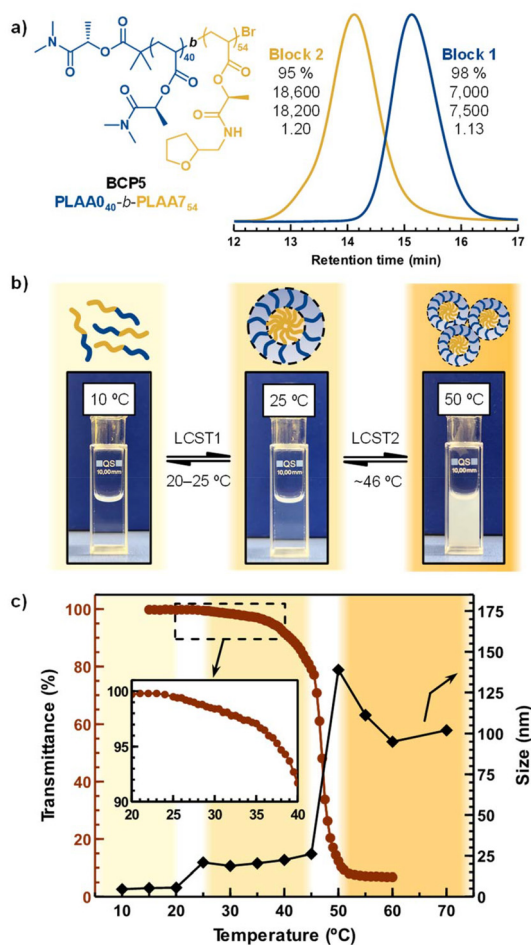 a)
N
O
O
O
40
b
Br
54
O
O
O
O
N
O
O
O
NH
O
BCP5
PLAA0₄₀-b-PLAA7₅₄
Block 2
95 %
18,600
18,200
1.20
Block 1
98 %
7,000
7,500
1.13
12 13 14 15 16 17
Retention time (min)
b)
10 ºC
25 ºC
50 ºC
LCST1
20–25 ºC
LCST2
~46 ºC
QS
10,00mm
QS
10,00mm
QS
10,00mm
c)
Transmittance (%)
100
80
60
40
20
0
100
95
90
20 25 30 35 40
175
150
125
100
75
50
25
0
Size (nm)
0 10 20 30 40 50 60 70
Temperature (ºC)